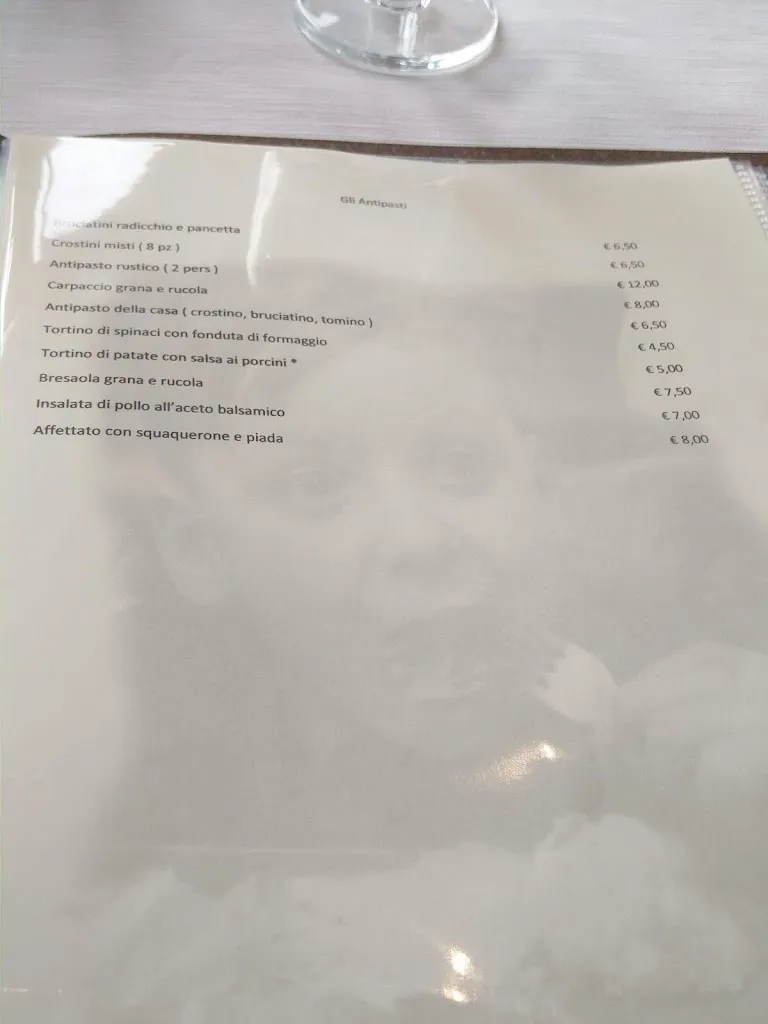 Gli Antipasti
Bruciatini radicchio e pancetta € 6,50
Crostini misti ( 8 pz ) € 6,50
Antipasto rustico ( 2 pers ) € 12,00
Carpaccio grana e rucola € 8,00
Antipasto della casa ( crostino, bruciatino, tomino ) € 6,50
Tortino di spinaci con fonduta di formaggio € 4,50
Tortino di patate con salsa ai porcini * € 5,00
Bresaola grana e rucola € 7,50
Insalata di pollo all'aceto balsamico € 7,00
Affettato con squaquerone e piada € 8,00